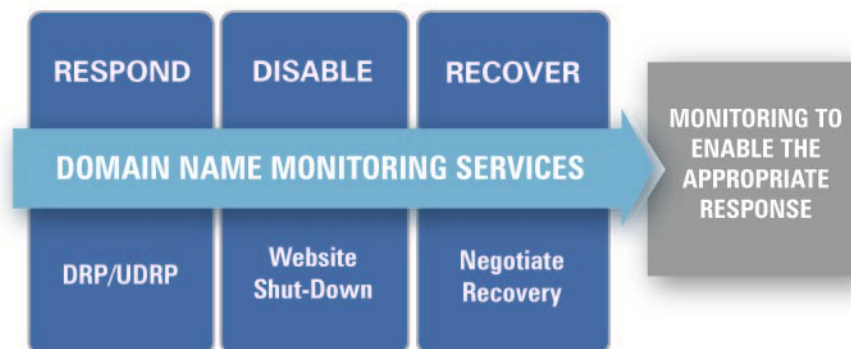 RESPOND
DISABLE
RECOVER
DOMAIN NAME MONITORING SERVICES
MONITORING TO
ENABLE THE
APPROPRIATE
RESPONSE
DRP/UDRP
Website
Shut-Down
Negotiate
Recovery